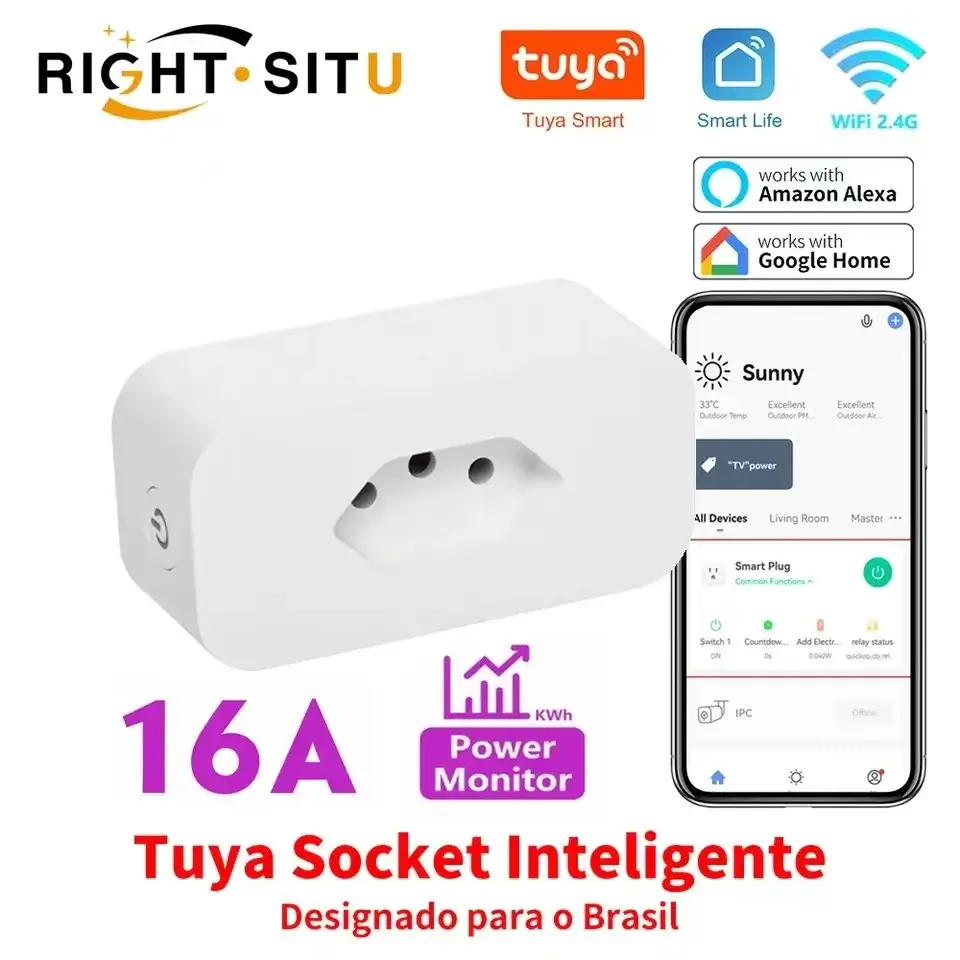 RIGHT·SITU
tuya
Tuya Smart
Smart Life
WiFi 2.4G
works with
Amazon Alexa
works with
Google Home
Sunny
33°C
Excellent
Excellent
Outdoor Temp
Outdoor PM...
Outdoor Air...
"TV"power
All Devices
Living Room
Master ···
Smart Plug
Common Functions
Switch 1
Countdow...
Add Electr...
relay status
ON
0s
0.040W
IPC
Offline
16A
KWh
Power
Monitor
Tuya Socket Inteligente
Designado para o Brasil